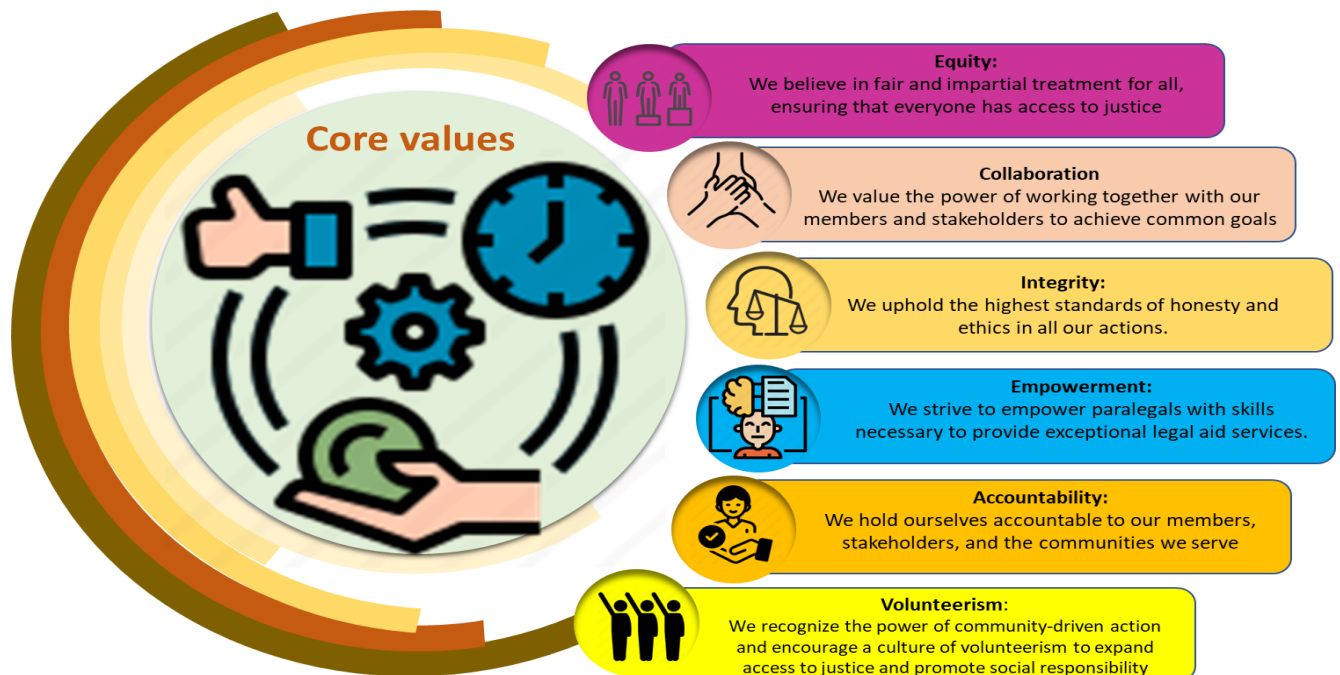 Core values
Equity:
We believe in fair and impartial treatment for all,
ensuring that everyone has access to justice
Collaboration
We value the power of working together with our
members and stakeholders to achieve common goals
Integrity:
We uphold the highest standards of honesty and
ethics in all our actions.
Empowerment:
We strive to empower paralegals with skills
necessary to provide exceptional legal aid services.
Accountability:
We hold ourselves accountable to our members,
stakeholders, and the communities we serve
Volunteerism:
We recognize the power of community-driven action
and encourage a culture of volunteerism to expand
access to justice and promote social responsibility